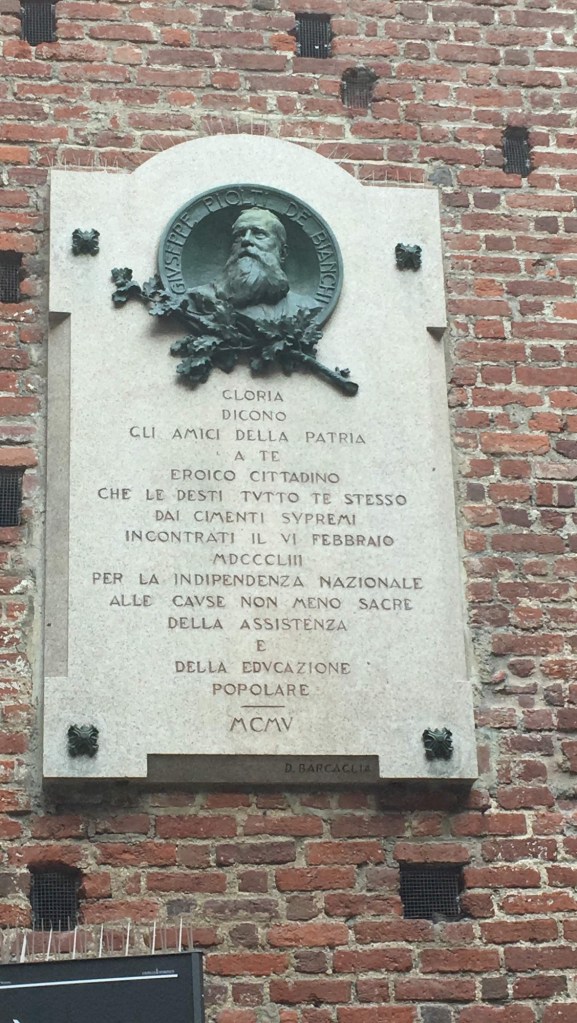 GIVSEPPE PIOLTI DE BIANCHI
GLORIA
DICONO
GLI AMICI DELLA PATRIA
A TE
EROICO CITTADINO
CHE LE DESTI TVTTO TE STESSO
DAI CIMENTI SVPREMI
INCONTRATI IL VI FEBBRAIO
MDCCCLIII
PER LA INDIPENDENZA NAZIONALE
ALLE CAVSE NON MENO SACRE
DELLA ASSISTENZA
E
DELLA EDVCAZIONE
POPOLARE
MCMV
D. BARCAGLIA